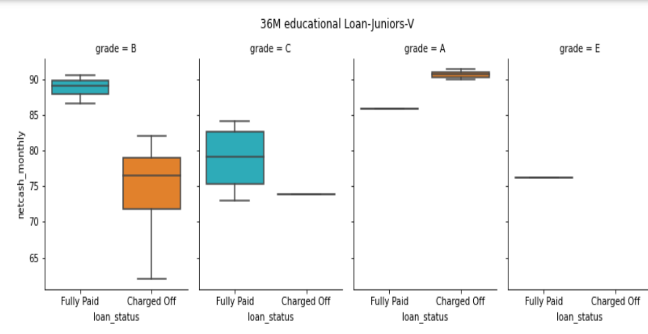 36M educational Loan-Juniors-V
grade = B
grade = C
grade = A
grade = E
netcash_monthly
90
85
80
75
70
65
Fully Paid
Charged Off
Fully Paid
Charged Off
Fully Paid
Charged Off
Fully Paid
Charged Off
loan_status
loan_status
loan_status
loan_status